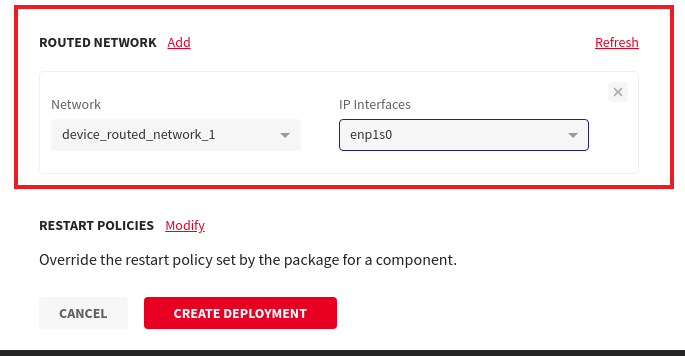 ROUTED NETWORK Add Refresh
Network IP Interfaces
device_routed_network_1 enp1s0
RESTART POLICIES Modify
Override the restart policy set by the package for a component.
CANCEL CREATE DEPLOYMENT